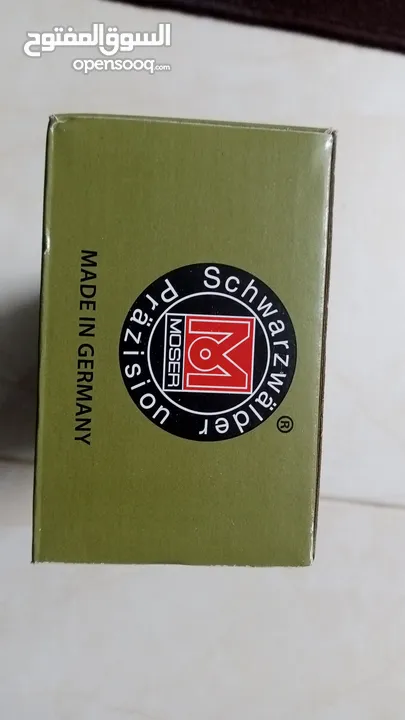 السوق المفتوح
opensooq.com
Schwarzwälder
Präzision
MOSER
®
MADE IN GERMANY